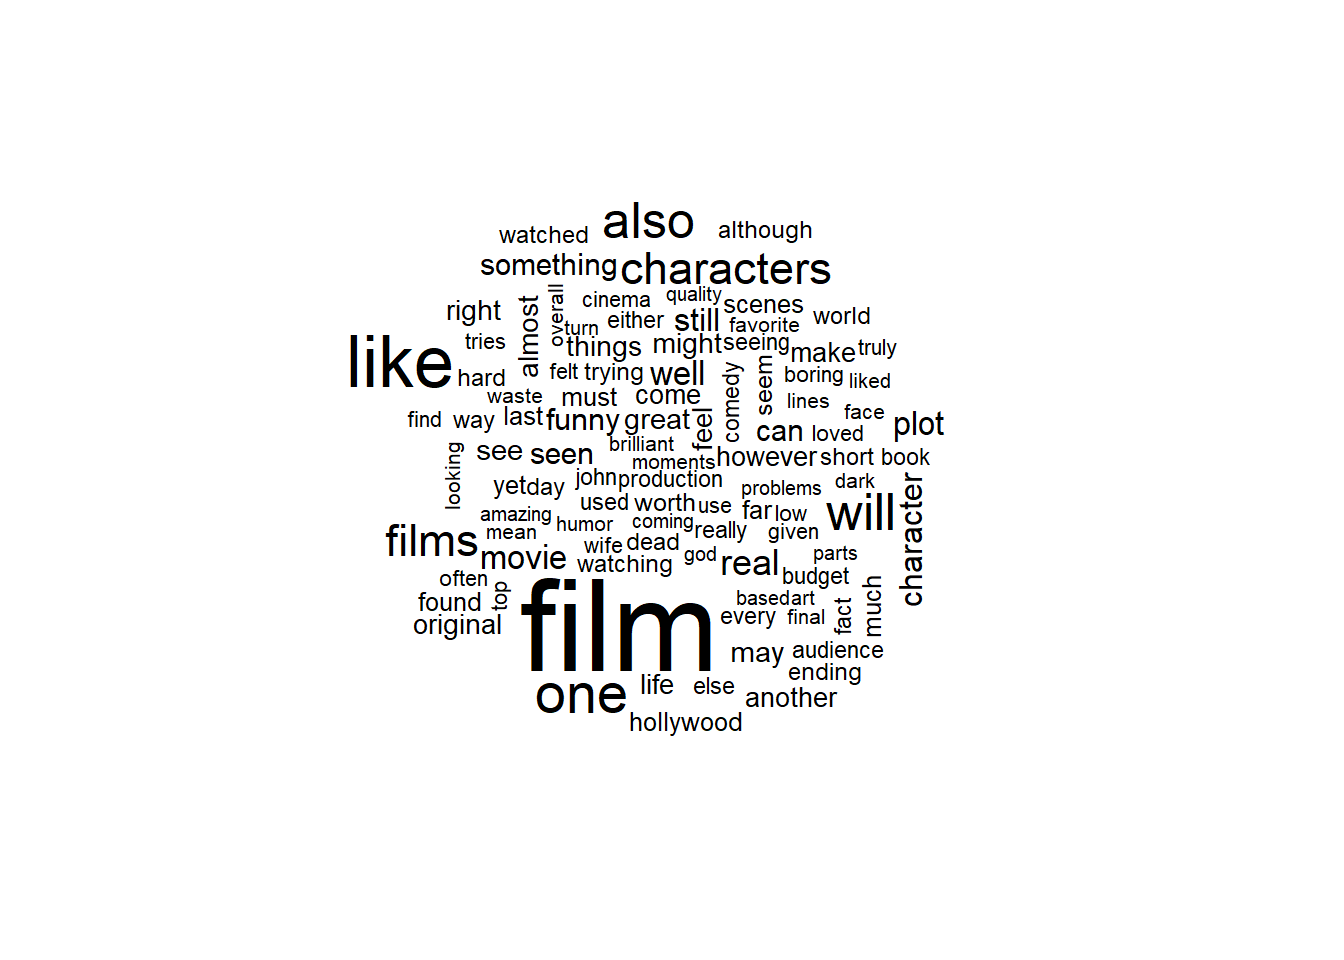 also
watched
although
something
characters
right
almost
overall
cinema
quality
scenes
turn
either
still
favorite
world
like
tries
things
might
seeing
make
truly
hard
felt
trying
well
comedy
seem
boring
liked
waste
must
come
lines
find
way
last
funny
great
feel
can
loved
face
plot
looking
see
seen
brilliant
moments
however
short
book
yet
day
john
production
problems
dark
used
worth
use
far
low
will
character
amazing
mean
humor
coming
really
given
films
movie
wife
dead
watching
god
real
parts
often
budget
found
top
film
based
art
every
final
fact
much
original
may
audience
ending
one
life
else
another
hollywood